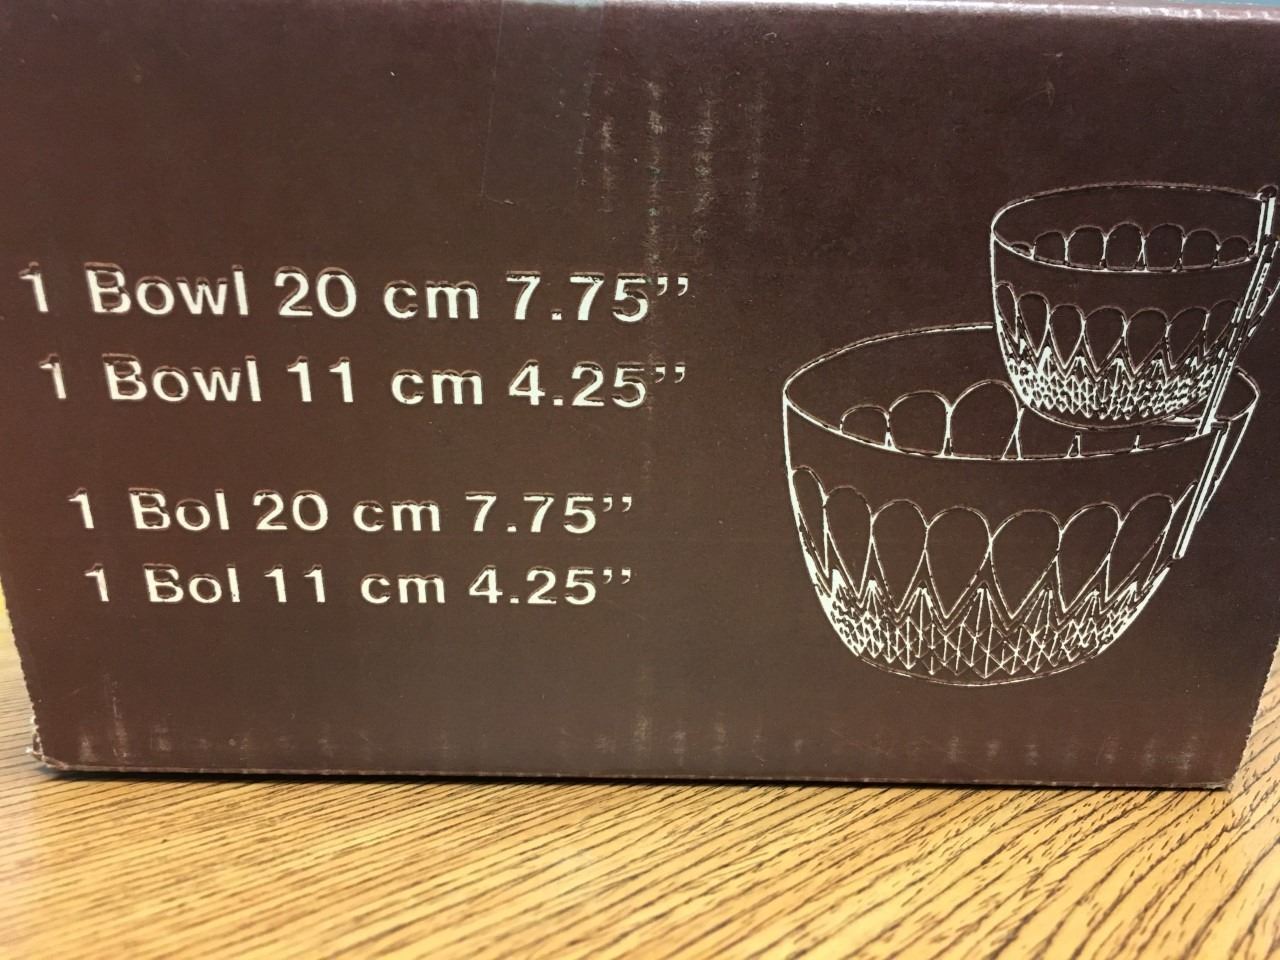 1 Bowl 20 cm 7.75’’
1 Bowl 11 cm 4.25’’
1 Bol 20 cm 7.75’’
1 Bol 11 cm 4.25’’